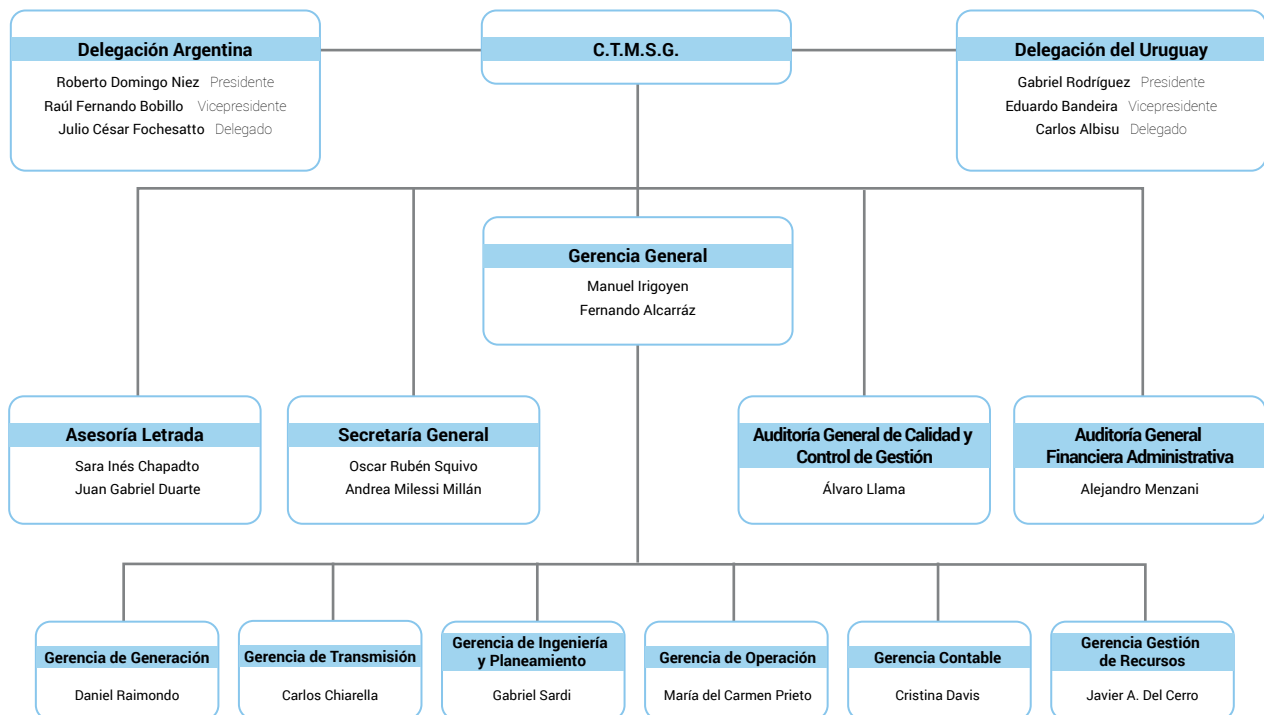 Delegación Argentina
Roberto Domingo Niez Presidente
Raúl Fernando Bobillo Vicepresidente
Julio César Fochesatto Delegado
C.T.M.S.G.
Delegación del Uruguay
Gabriel Rodríguez Presidente
Eduardo Bandeira Vicepresidente
Carlos Albisu Delegado
Gerencia General
Manuel Irigoyen
Fernando Alcarráz
Asesoría Letrada
Sara Inés Chapadto
Juan Gabriel Duarte
Secretaría General
Oscar Rubén Squivo
Andrea Milessi Millán
Auditoría General de Calidad y
Control de Gestión
Álvaro Llama
Auditoría General
Financiera Administrativa
Alejandro Menzani
Gerencia de Generación
Daniel Raimondo
Gerencia de Transmisión
Carlos Chiarella
Gerencia de Ingeniería
y Planeamiento
Gabriel Sardi
Gerencia de Operación
María del Carmen Prieto
Gerencia Contable
Cristina Davis
Gerencia Gestión
de Recursos
Javier A. Del Cerro